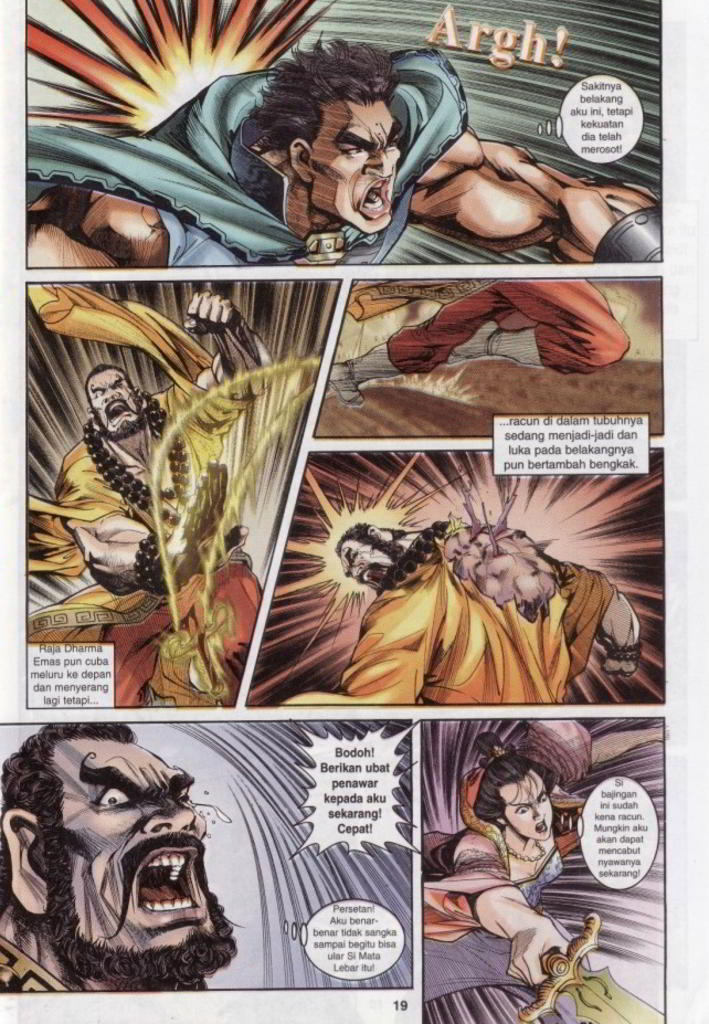 Argh!
Sakitnya
belakang
aku ini, tetapi
kekuatan
dia telah
merosot!
...racun di dalam tubuhnya
sedang menjadi-jadi dan
luka pada belakangnya
pun bertambah bengkak.
Raja Dharma
Emas pun cuba
meluru ke depan
dan menyerang
lagi tetapi...
Bodoh!
Berikan ubat
penawar
kepada aku
sekarang!
Cepat!
Persetan!
Aku benar-
benar tidak sangka
sampai begitu bisa
ular Si Mata
Lebar itu!
Si
bajingan
ini sudah
kena racun.
Mungkin aku
akan dapat
mencabut
nyawanya
sekarang!
19